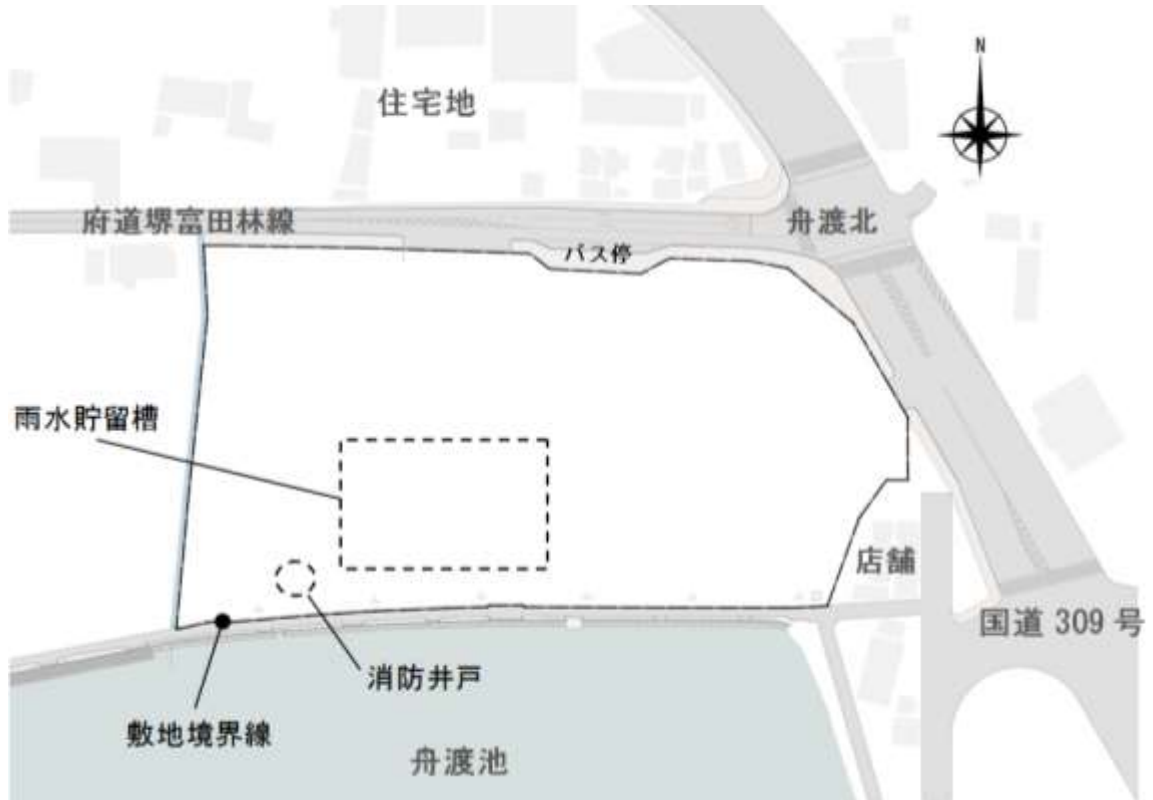 N
住宅地
府道堺富田林線
舟渡北
バス停
雨水貯留槽
店舗
国道 309 号
消防井戸
敷地境界線
舟渡池